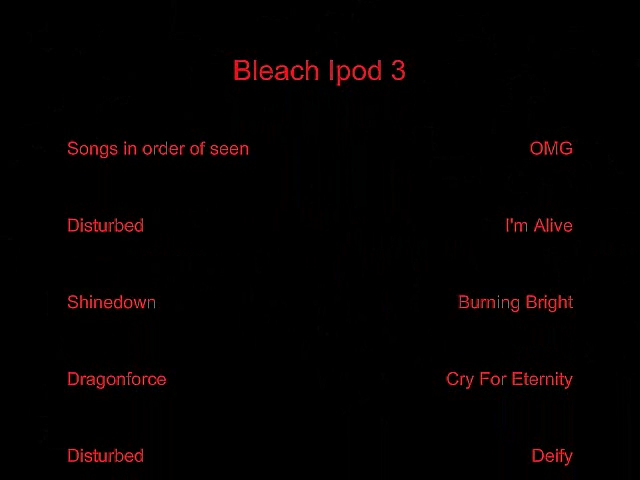 Bleach Ipod 3
Songs in order of seen OMG
Disturbed I'm Alive
Shinedown Burning Bright
Dragonforce Cry For Eternity
Disturbed Deify